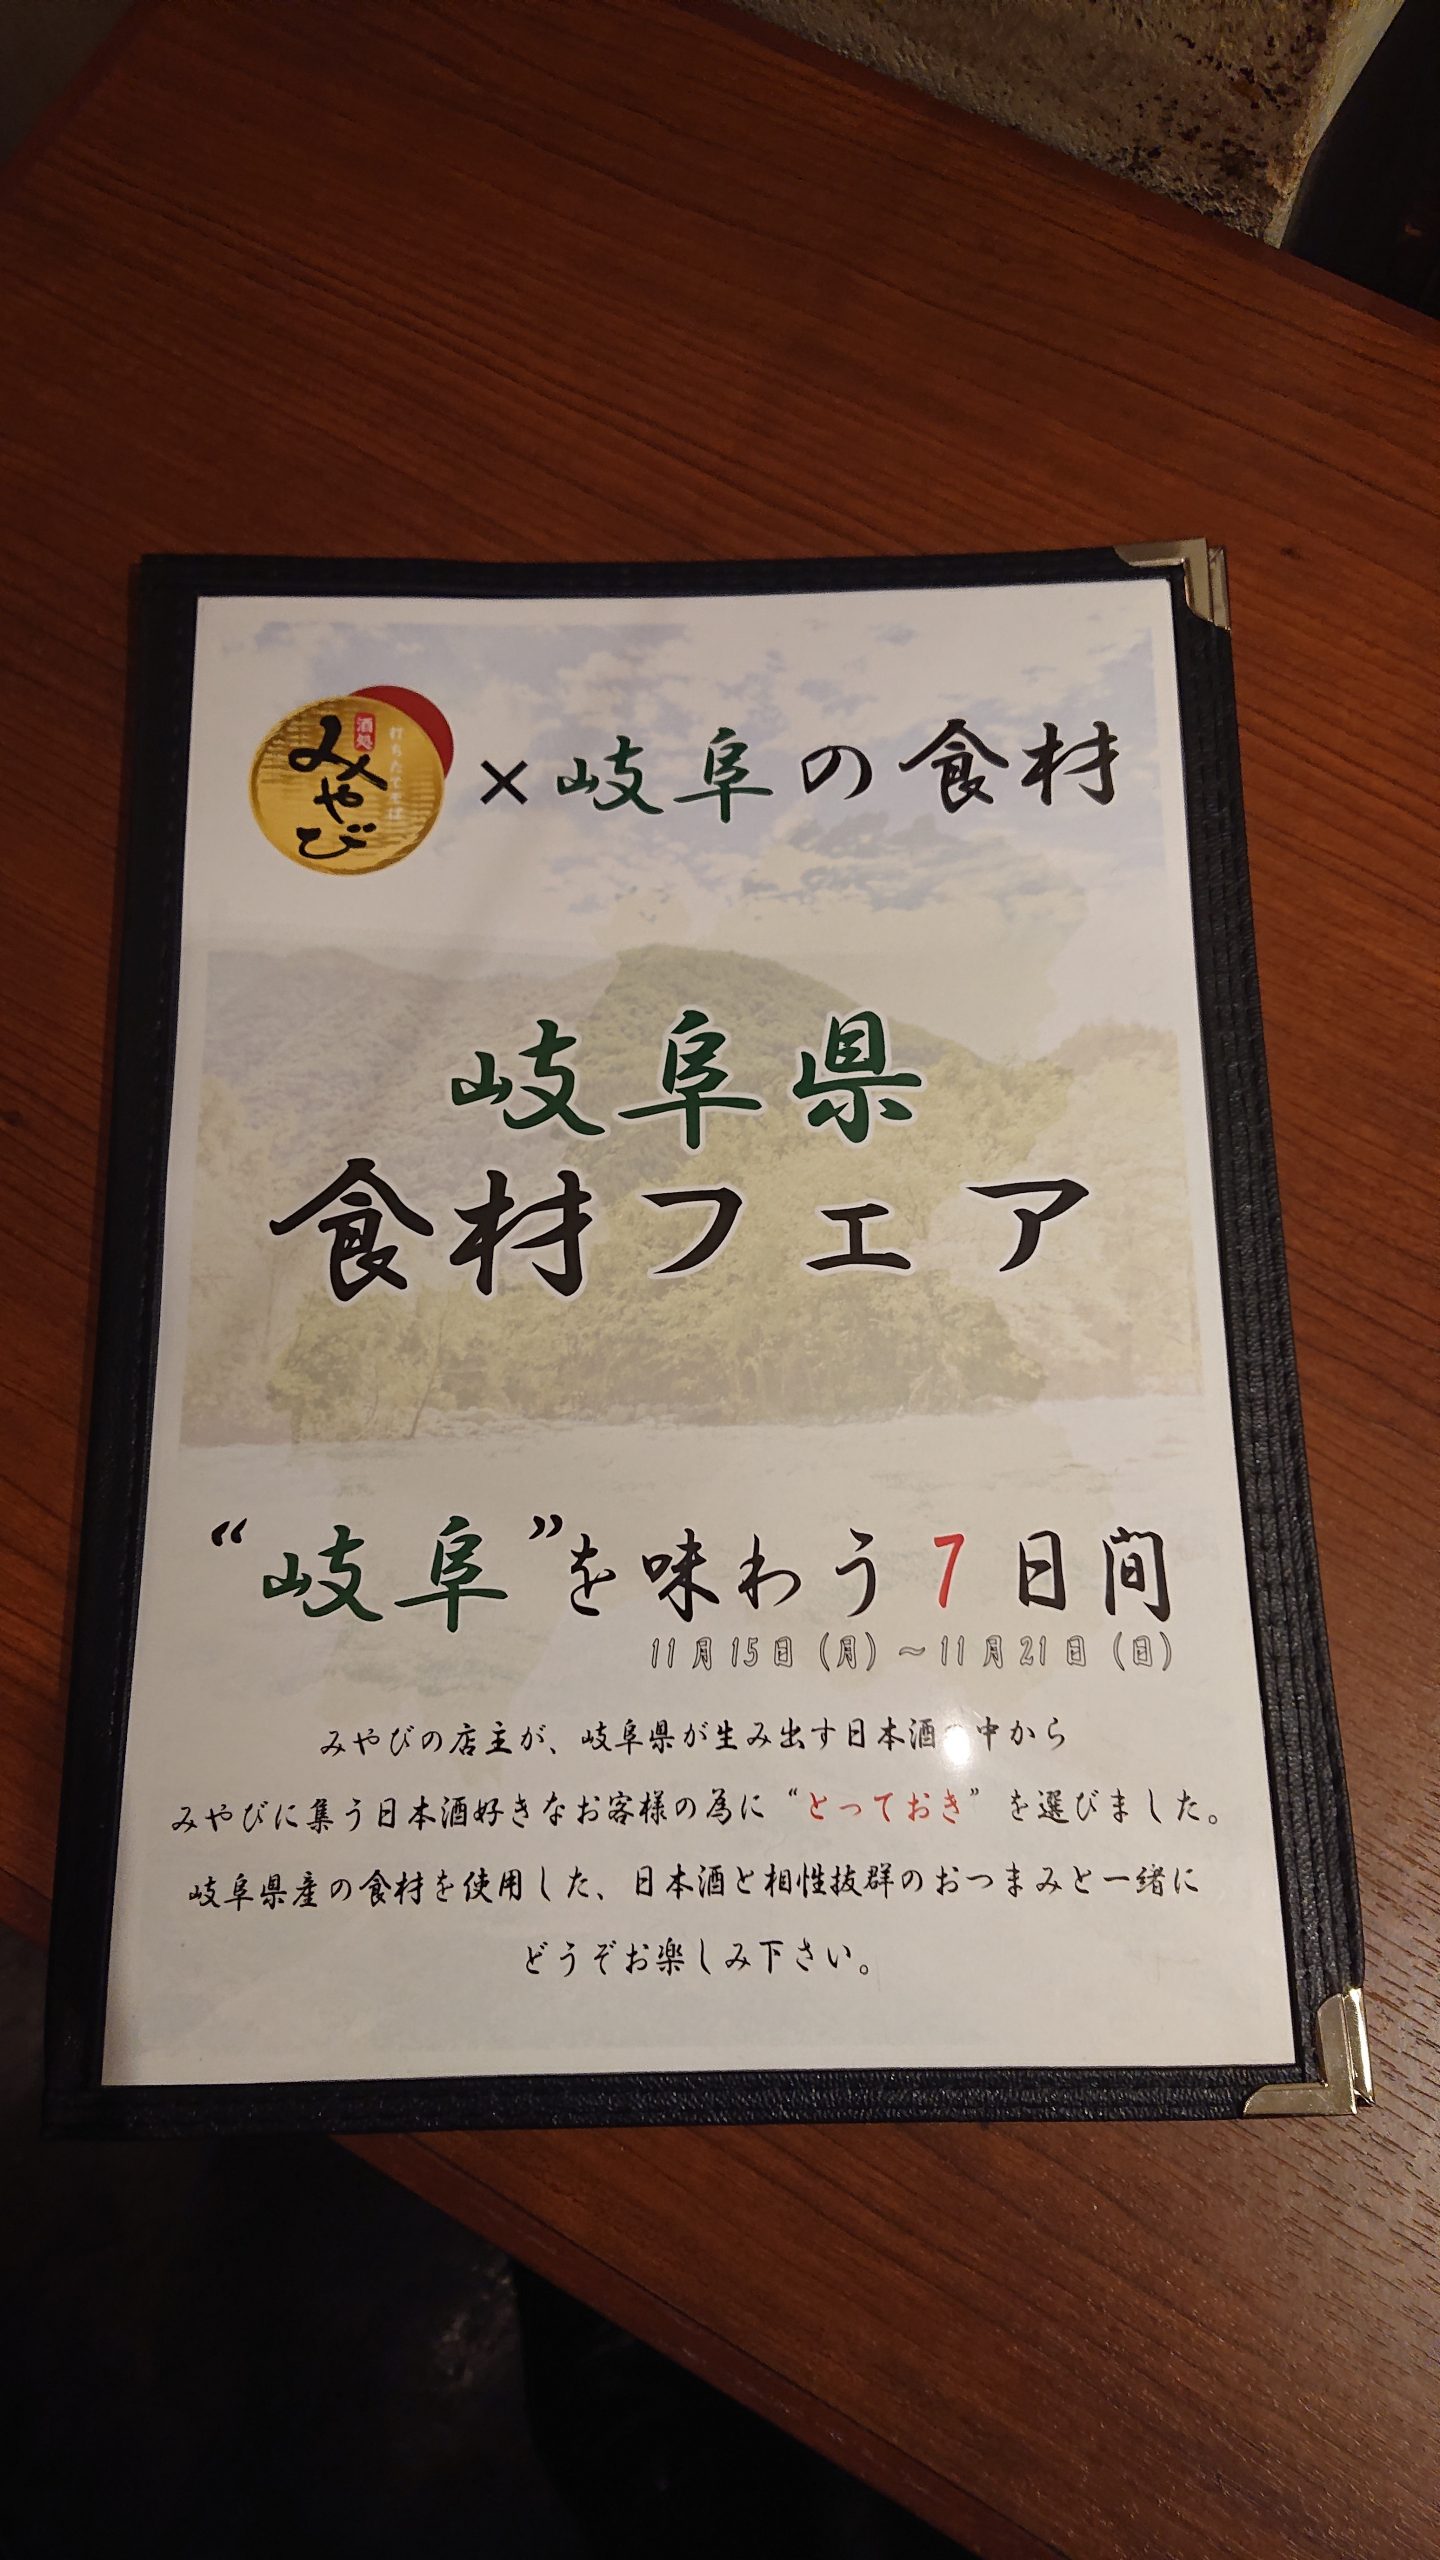 酒処
みやび
打ちたてそば
×岐阜の食材
岐阜県
食材フェア
“岐阜”を味わう7日間
11月15日(月)～11月21日(日)
みやびの店主が、岐阜県が生み出す日本酒 中から
みやびに集う日本酒好きなお客様の為に“とっておき”を選びました。
岐阜県産の食材を使用した、日本酒と相性抜群のおつまみと一緒に
どうぞお楽しみ下さい。